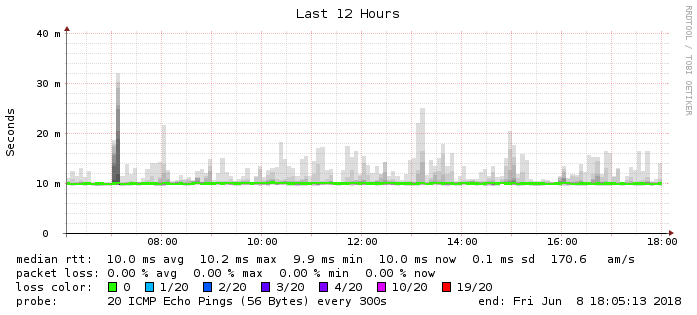 Last 12 Hours
RRDTOOL / TOBI OETIKER
Seconds
40 m
30 m
20 m
10 m
0
08:00 10:00 12:00 14:00 16:00 18:00
median rtt: 10.0 ms avg 10.2 ms max 9.9 ms min 10.0 ms now 0.1 ms sd 170.6 am/s
packet loss: 0.00 % avg 0.00 % max 0.00 % min 0.00 % now
loss color: 0 1/20 2/20 3/20 4/20 10/20 19/20
probe: 20 ICMP Echo Pings (56 Bytes) every 300s end: Fri Jun 8 18:05:13 2018